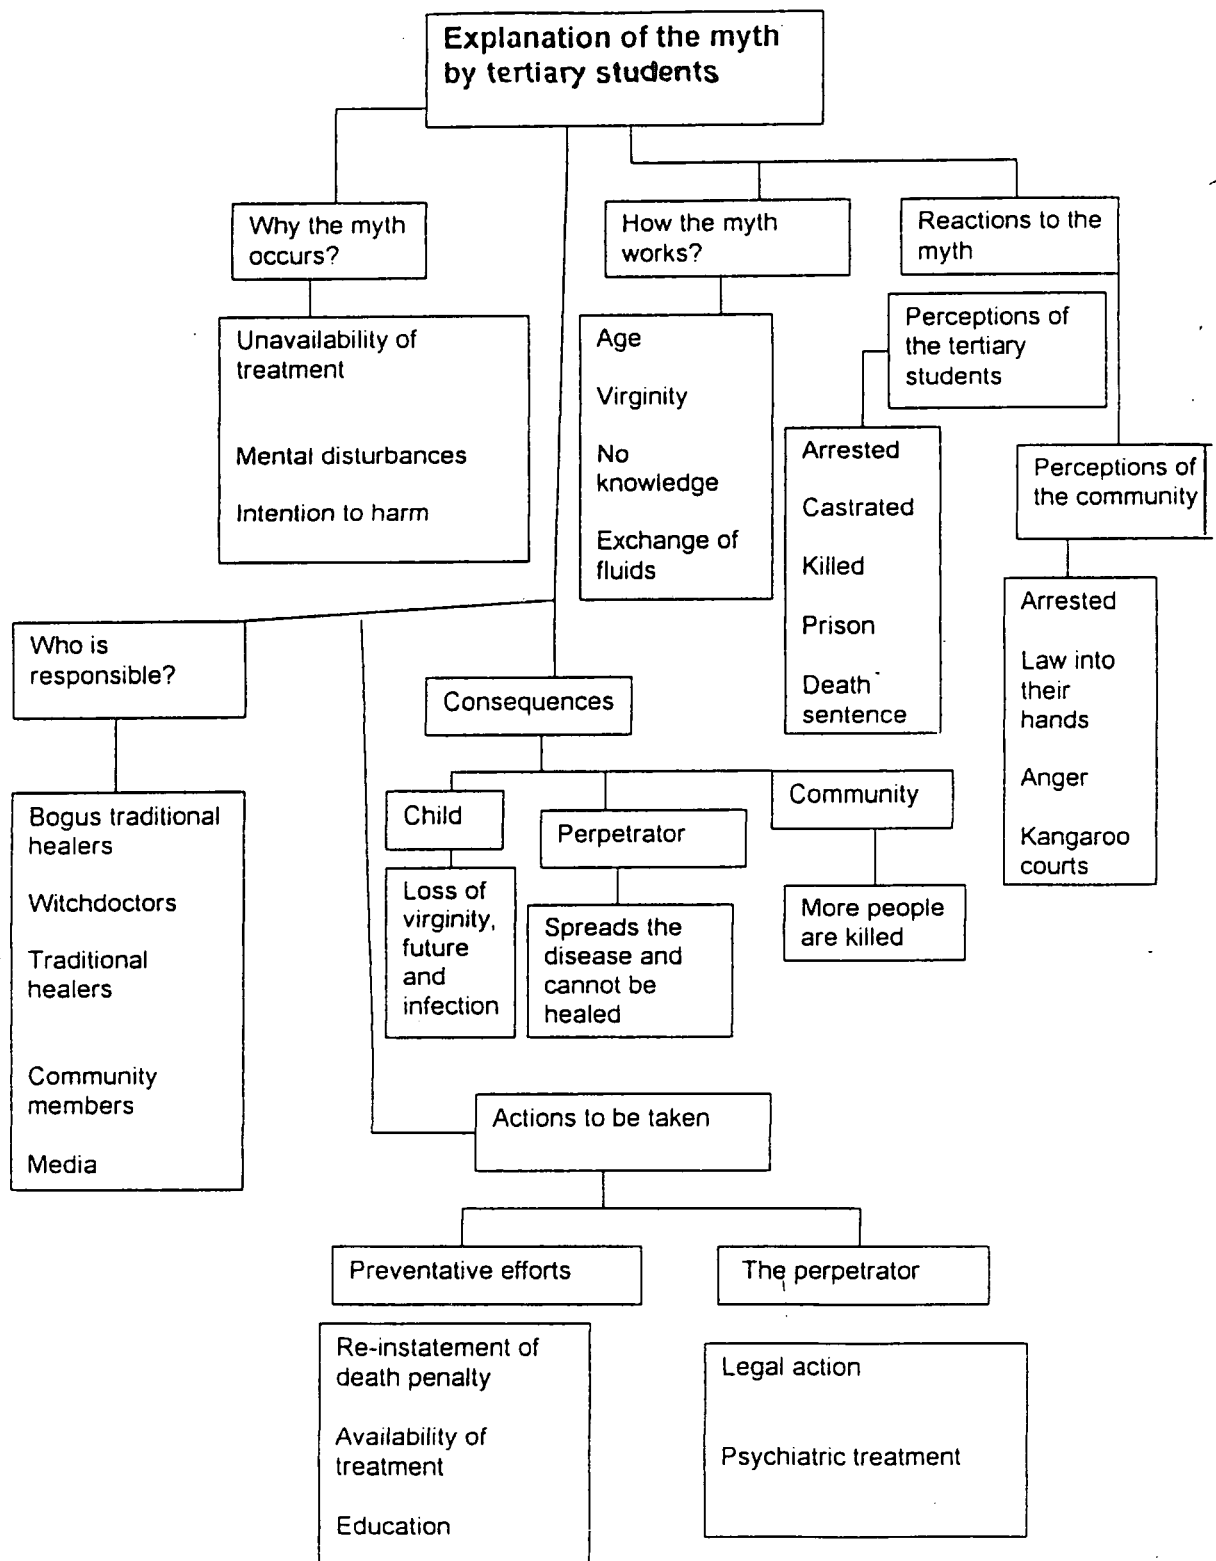 Explanation of the myth
by tertiary students
Why the myth
occurs?
How the myth
works?
Reactions to the
myth
Unavailability of
treatment
Mental disturbances
Intention to harm
Age
Virginity
No
knowledge
Exchange of
fluids
Perceptions of
the tertiary
students
Arrested
Castrated
Killed
Prison
Death
sentence
Perceptions of
the community
Arrested
Law into
their
hands
Anger
Kangaroo
courts
Who is
responsible?
Bogus traditional
healers
Witchdoctors
Traditional
healers
Community
members
Media
Consequences
Child
Loss of
virginity,
future
and
infection
Perpetrator
Spreads the
disease and
cannot be
healed
Community
More people
are killed
Actions to be taken
Preventative efforts
Re-instatement of
death penalty
Availability of
treatment
Education
The perpetrator
Legal action
Psychiatric treatment